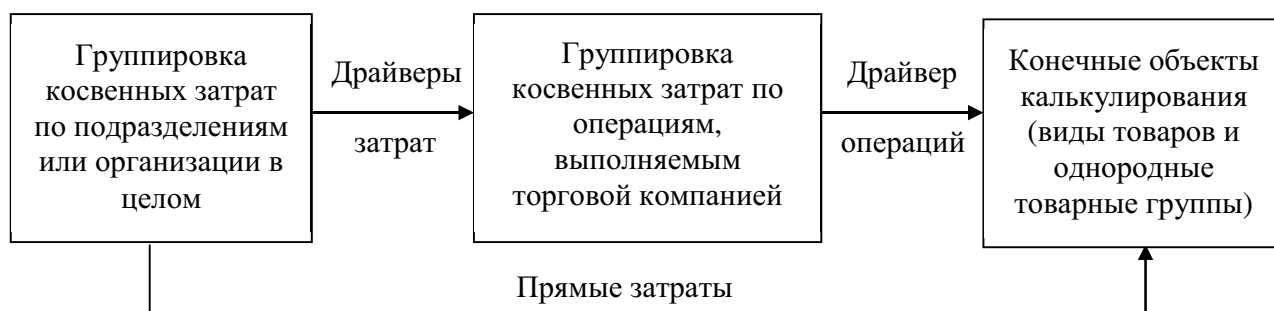 Группировка
косвенных затрат
по подразделениям
или организации в
целом
Драйверы
затрат
Группировка
косвенных затрат по
операциям,
выполняемым
торговой компанией
Драйвер
операций
Конечные объекты
калькулирования
(виды товаров и
однородные
товарные группы)
Прямые затраты